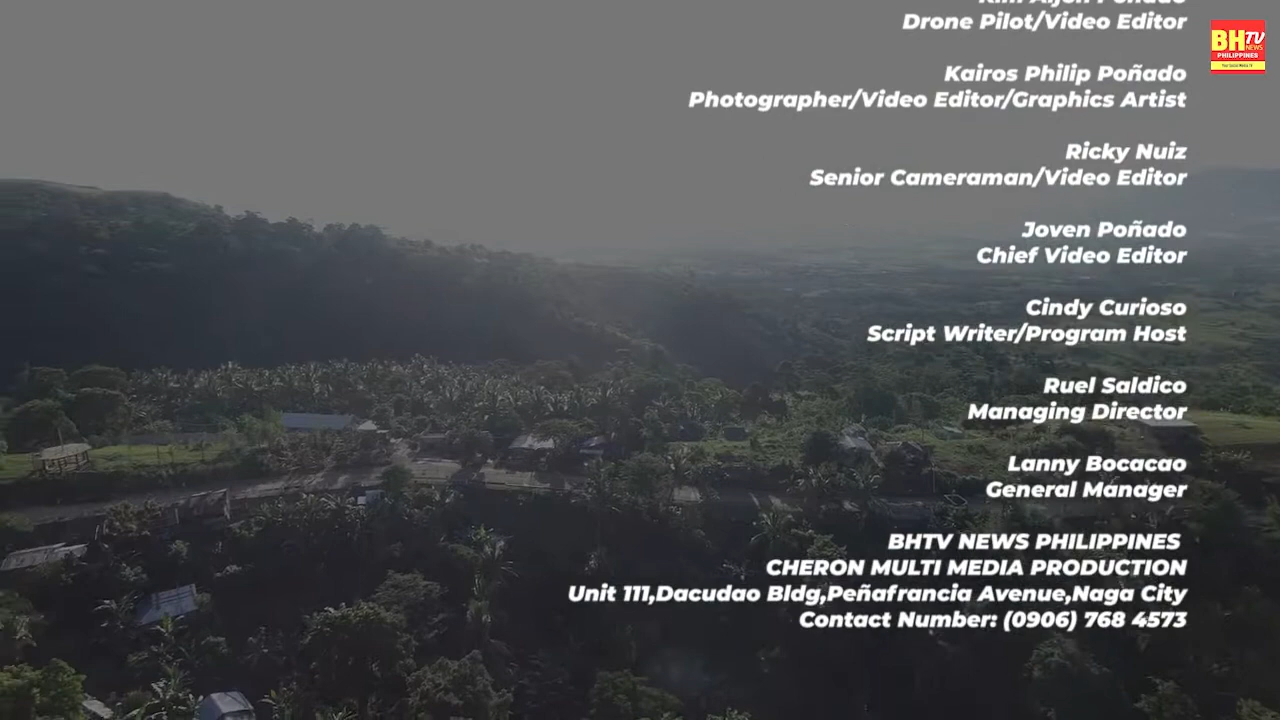 Drone Pilot/Video Editor
Kairos Philip Poñado
Photographer/Video Editor/Graphics Artist
Ricky Nuiz
Senior Cameraman/Video Editor
Joven Poñado
Chief Video Editor
Cindy Curioso
Script Writer/Program Host
Ruel Saldico
Managing Director
Lanny Bocacao
General Manager
BHTV NEWS PHILIPPINES
CHERON MULTI MEDIA PRODUCTION
Unit 111,Dacudao Bldg,Peñafrancia Avenue,Naga City
Contact Number: (0906) 768 4573
BHTV
NEWS
PHILIPPINES